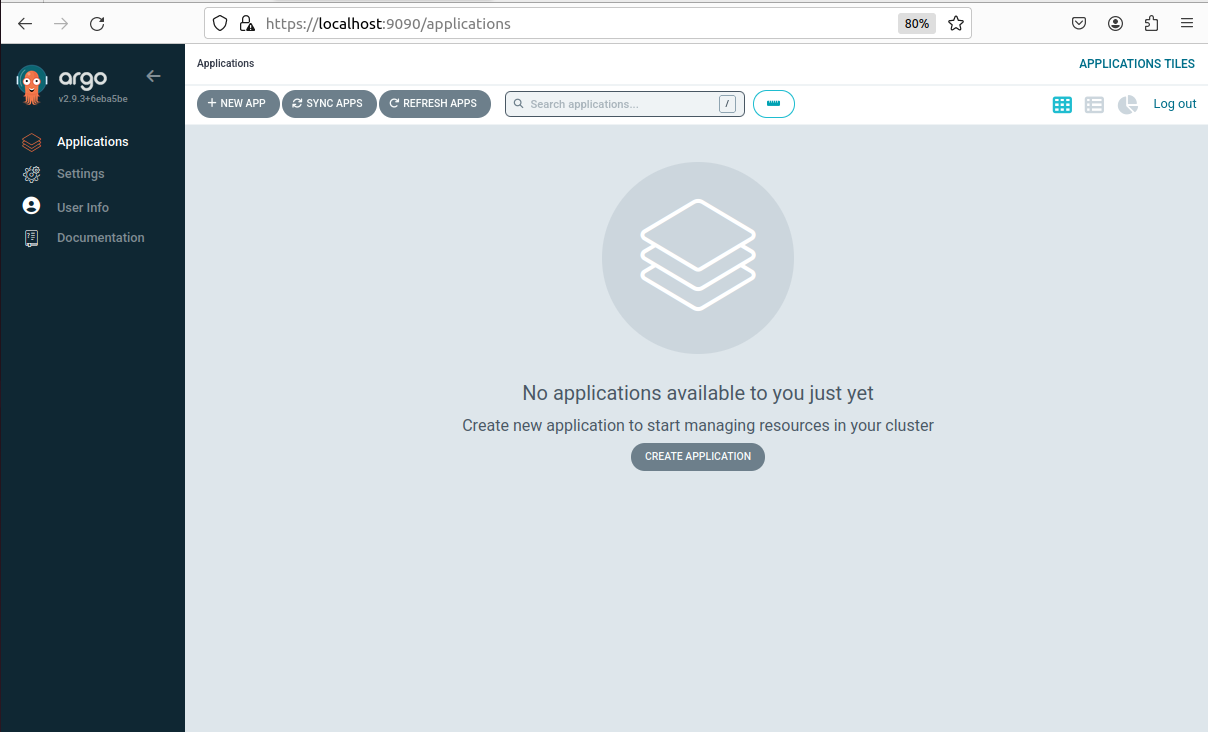 https://localhost:9090/applications
80%
argo
v2.9.3+6eba5be
Applications
Settings
User Info
Documentation
Applications
APPLICATIONS TILES
+ NEW APP
SYNC APPS
REFRESH APPS
Search applications...
/
Log out
No applications available to you just yet
Create new application to start managing resources in your cluster
CREATE APPLICATION